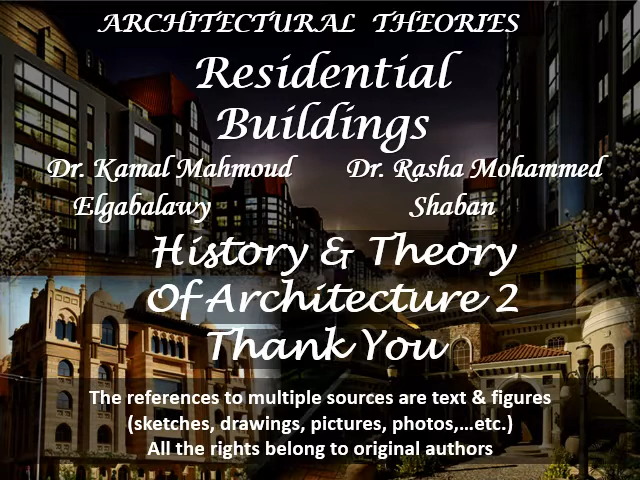 ARCHITECTURAL THEORIES
Residential
Buildings
Dr. Kamal Mahmoud Dr. Rasha Mohammed
Elgabalawy Shaban
History & Theory
Of Architecture 2
Thank You
The references to multiple sources are text & figures
(sketches, drawings, pictures, photos,...etc.)
All the rights belong to original authors